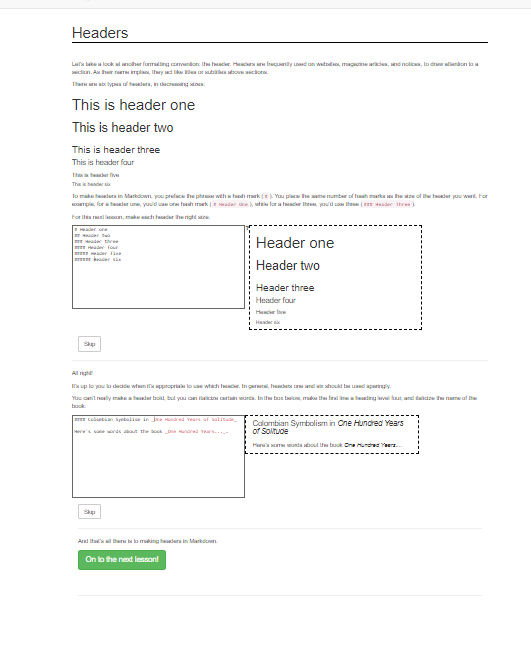 Headers
Let's take a look at another formatting convention: the header. Headers are frequently used on websites, magazine articles, and notices, to draw attention to a
section. As their name implies, they act like titles or subtitles above sections.
There are six types of headers, in decreasing sizes:
This is header one
This is header two
This is header three
This is header four
This is header five
This is header six
To make headers in Markdown, you preface the phrase with a hash mark ( # ). You place the same number of hash marks as the size of the header you want. For
example, for a header one, you'd use one hash mark ( # Header One ), while for a header three, you'd use three ( ### Header Three ).
For this next lesson, make each header the right size.
# Header one
## Header two
### Header three
#### Header four
##### Header five
###### Header six
Header one
Header two
Header three
Header four
Header five
Header six
Skip
All right!
It's up to you to decide when it's appropriate to use which header. In general, headers one and six should be used sparingly.
You can't really make a header bold, but you can italicize certain words. In the box below, make the first line a heading level four, and italicize the name of the
book:
#### Colombian Symbolism in _One Hundred Years of Solitude_
Here's some words about the book _One Hundred Years..._.
Colombian Symbolism in One Hundred Years
of Solitude
Here's some words about the book One Hundred Years....
Skip
And that's all there is to making headers in Markdown.
On to the next lesson!